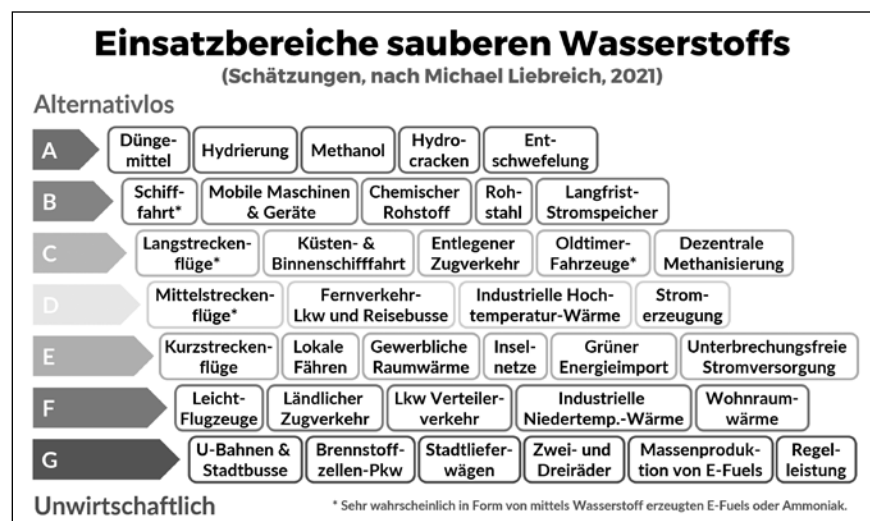 Einsatzbereiche sauberen Wasserstoffs
(Schätzungen, nach Michael Liebreich, 2021)
Alternativlos
A
Dünge-
mittel
Hydrierung
Methanol
Hydro-
cracken
Ent-
schwefelung
B
Schiff-
fahrt*
Mobile Maschinen
& Geräte
Chemischer
Rohstoff
Roh-
stahl
Langfrist-
Stromspeicher
C
Langstrecken-
flüge*
Küsten- &
Binnenschifffahrt
Entlegener
Zugverkehr
Oldtimer-
Fahrzeuge*
Dezentrale
Methanisierung
D
Mittelstrecken-
flüge*
Fernverkehr-
Lkw und Reisebusse
Industrielle Hoch-
temperatur-Wärme
Strom-
erzeugung
E
Kurzstrecken-
flüge
Lokale
Fähren
Gewerbliche
Raumwärme
Insel-
netze
Grüner
Energieimport
Unterbrechungsfreie
Stromversorgung
F
Leicht-
Flugzeuge
Ländlicher
Zugverkehr
Lkw Verteiler-
verkehr
Industrielle
Niedertemp.-Wärme
Wohnraum-
wärme
G
U-Bahnen &
Stadtbusse
Brennstoff-
zellen-Pkw
Stadtliefer-
wägen
Zwei- und
Dreiräder
Massenproduk-
tion von E-Fuels
Regel-
leistung
Unwirtschaftlich
* Sehr wahrscheinlich in Form von mittels Wasserstoff erzeugten E-Fuels oder Ammoniak.